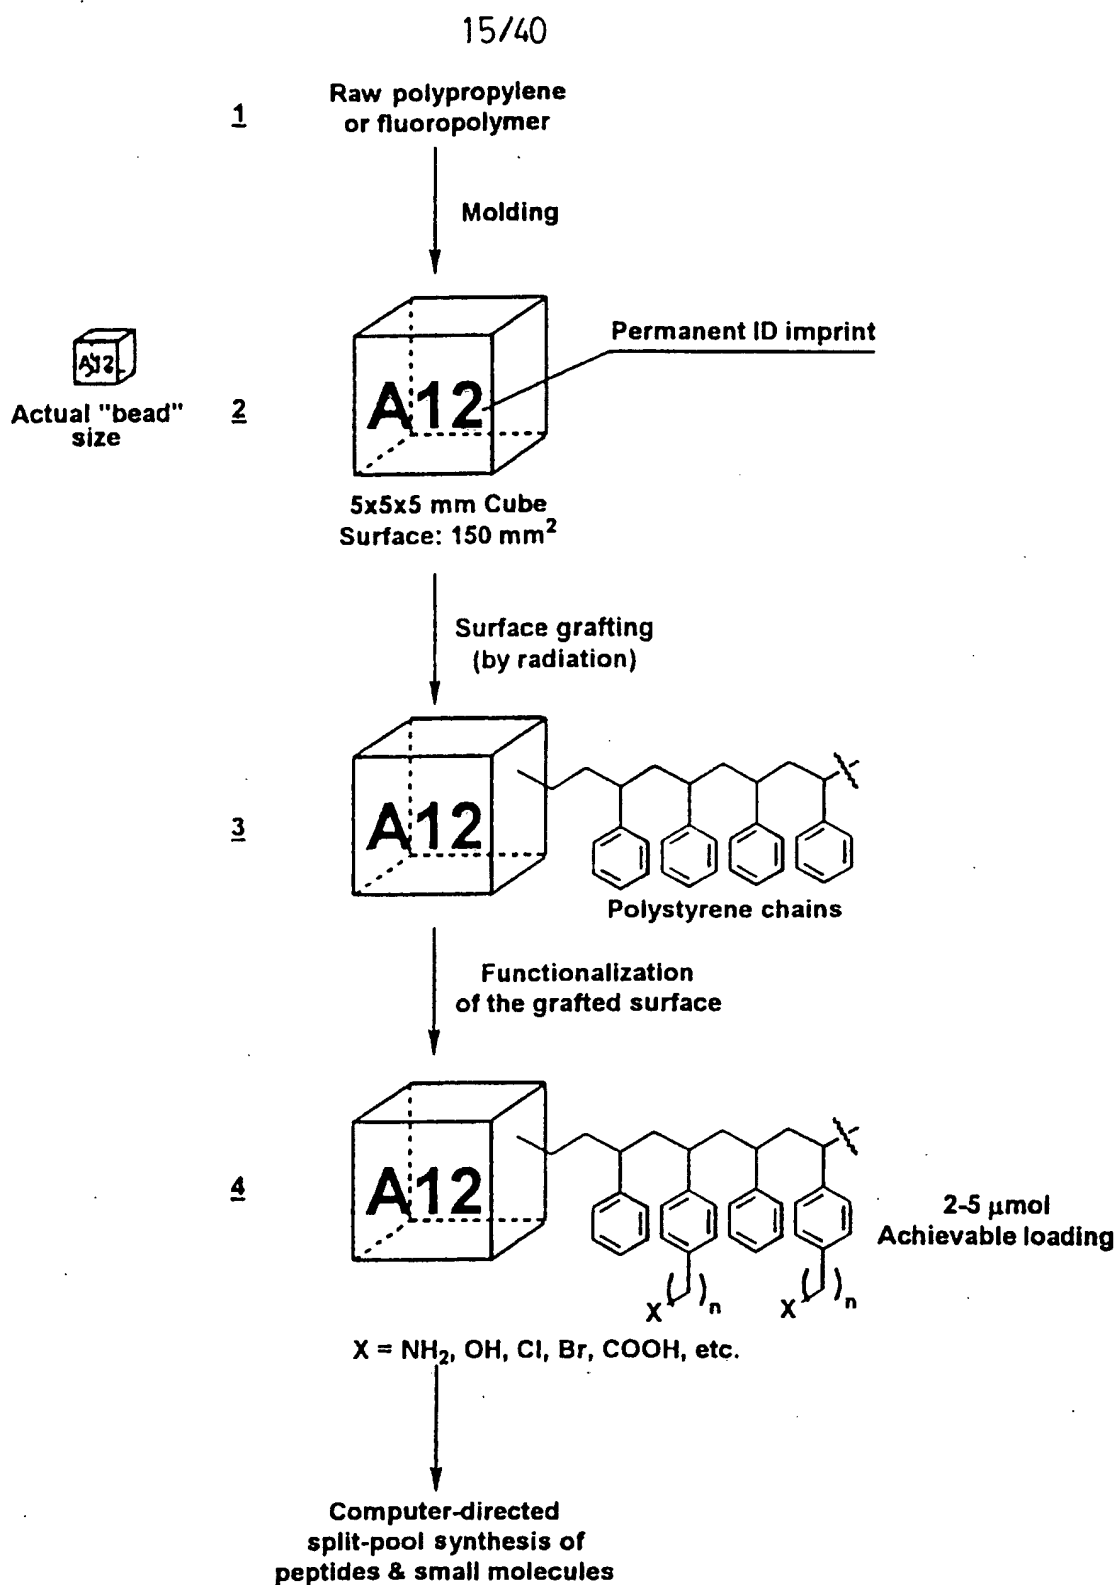 15/40
1
Raw polypropylene
or fluoropolymer
Molding
Permanent ID imprint
A12
Actual "bead"
size
2
A12
5x5x5 mm Cube
Surface: 150 mm²
Surface grafting
(by radiation)
3
A12
Polystyrene chains
Functionalization
of the grafted surface
4
A12
2-5 μmol
Achievable loading
X ( )n X ( )n
X = NH₂, OH, Cl, Br, COOH, etc.
Computer-directed
split-pool synthesis of
peptides & small molecules